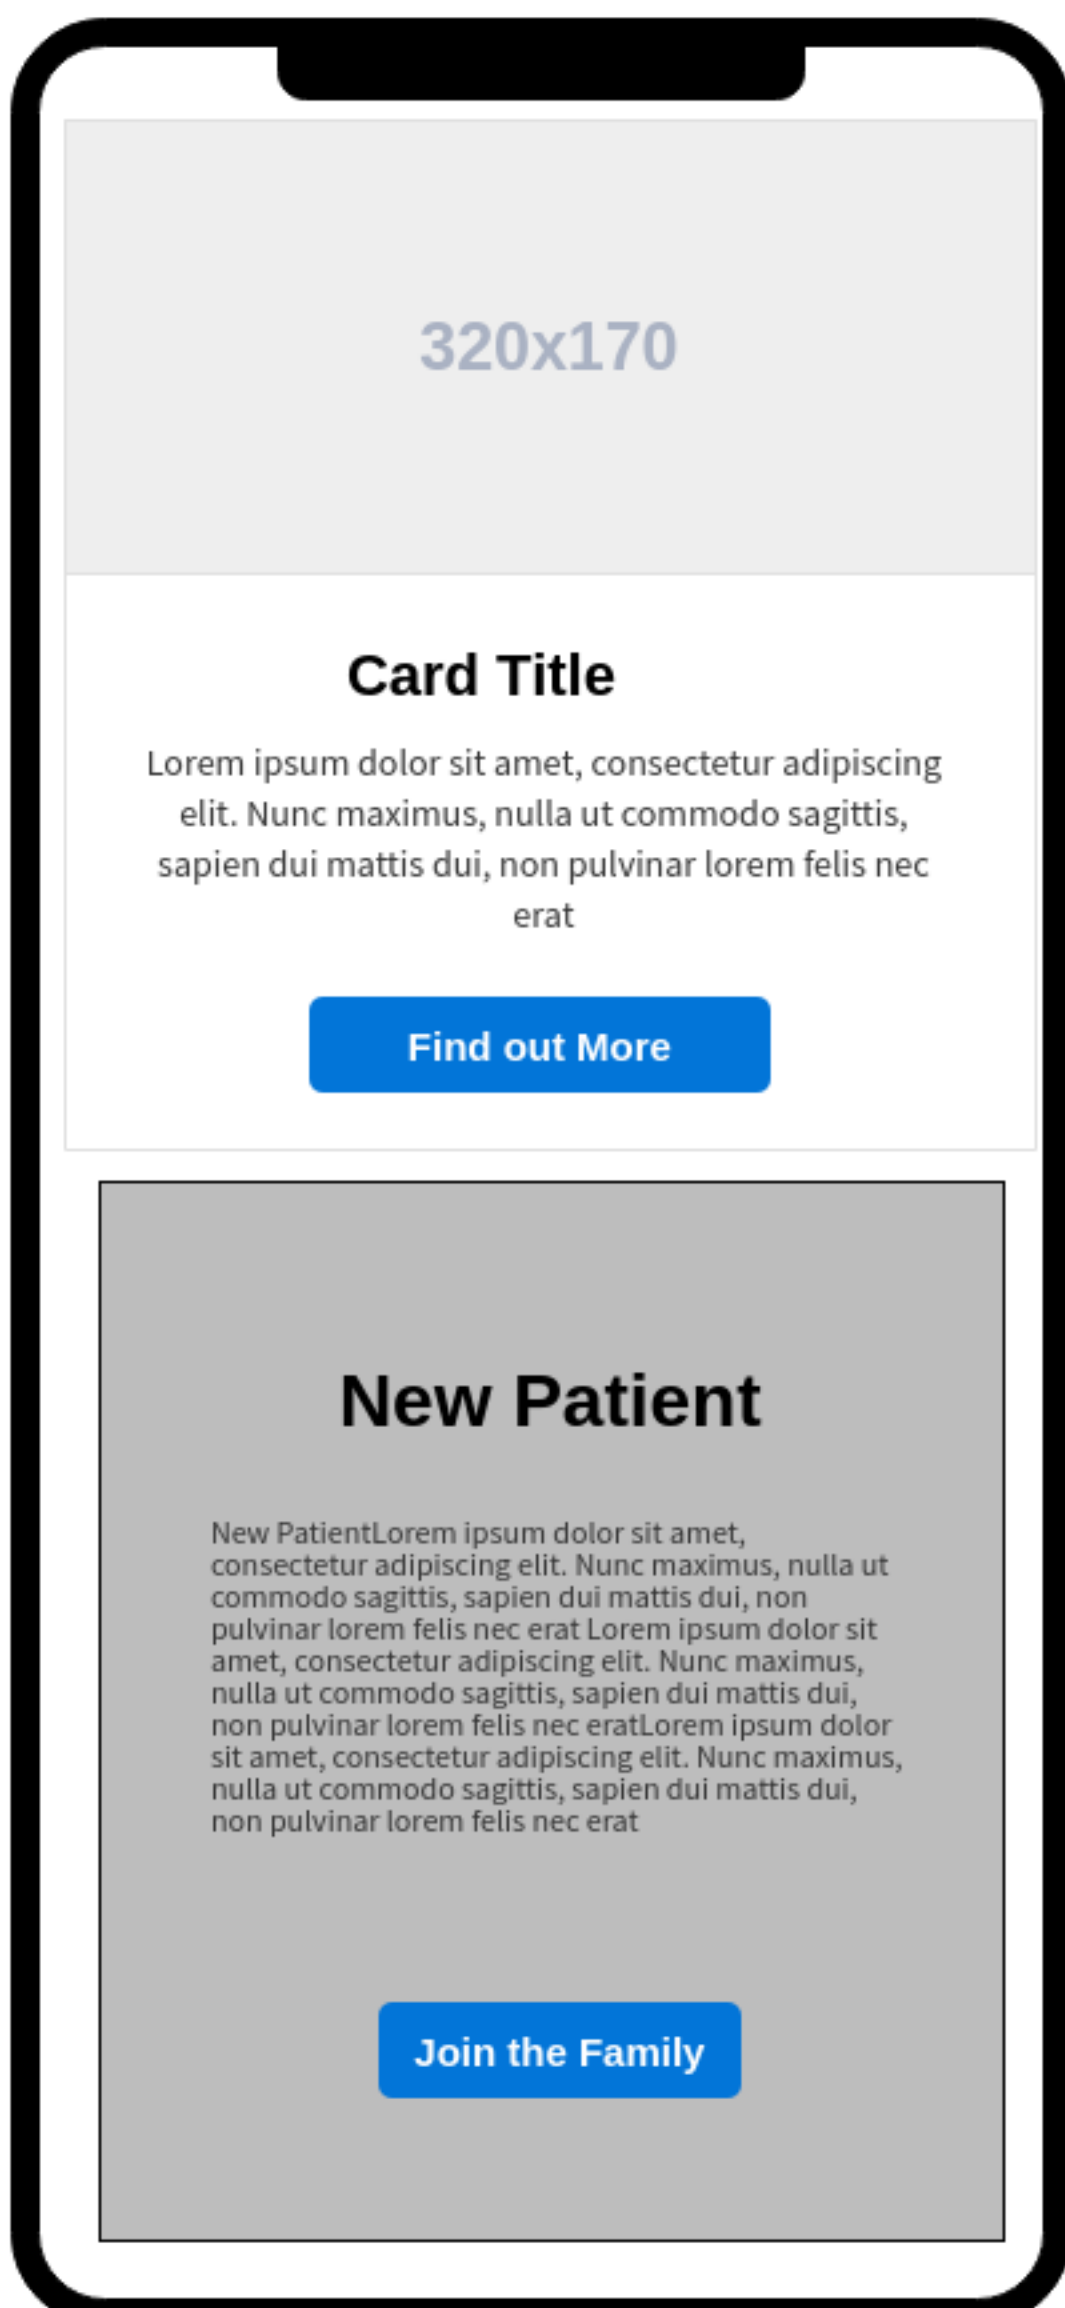 320x170
Card Title
Lorem ipsum dolor sit amet, consectetur adipiscing
elit. Nunc maximus, nulla ut commodo sagittis,
sapien dui mattis dui, non pulvinar lorem felis nec
erat
Find out More
New Patient
New PatientLorem ipsum dolor sit amet,
consectetur adipiscing elit. Nunc maximus, nulla ut
commodo sagittis, sapien dui mattis dui, non
pulvinar lorem felis nec erat Lorem ipsum dolor sit
amet, consectetur adipiscing elit. Nunc maximus,
nulla ut commodo sagittis, sapien dui mattis dui,
non pulvinar lorem felis nec eratLorem ipsum dolor
sit amet, consectetur adipiscing elit. Nunc maximus,
nulla ut commodo sagittis, sapien dui mattis dui,
non pulvinar lorem felis nec erat
Join the Family